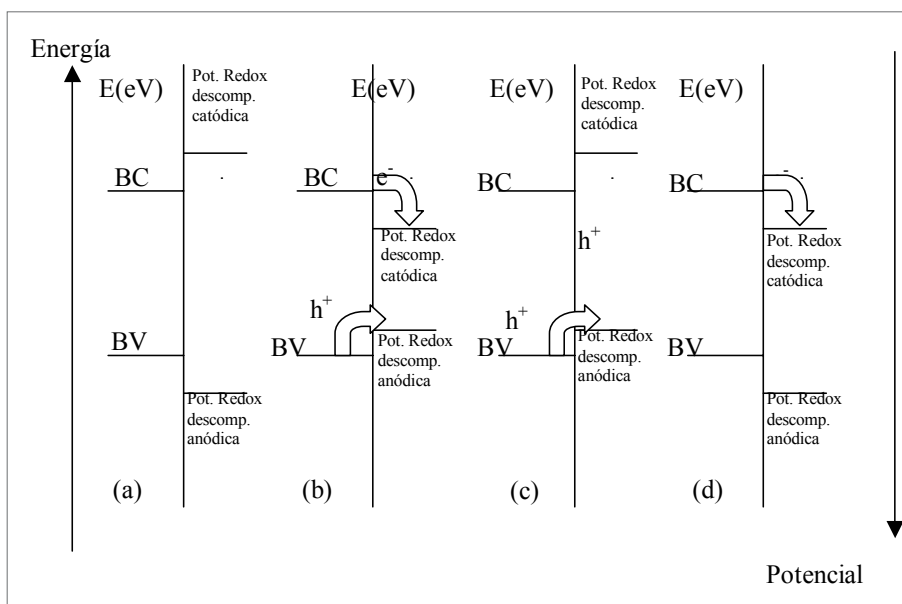 Energía
E(eV)
Pot. Redox
descomp.
catódica
BC
BV
Pot. Redox
descomp.
anódica
(a)
E(eV)
BC
e-
Pot. Redox
descomp.
catódica
h+
BV
Pot. Redox
descomp.
anódica
(b)
E(eV)
Pot. Redox
descomp.
catódica
BC
h+
h+
BV
Pot. Redox
descomp.
anódica
(c)
E(eV)
BC
-
Pot. Redox
descomp.
catódica
BV
Pot. Redox
descomp.
anódica
(d)
Potencial